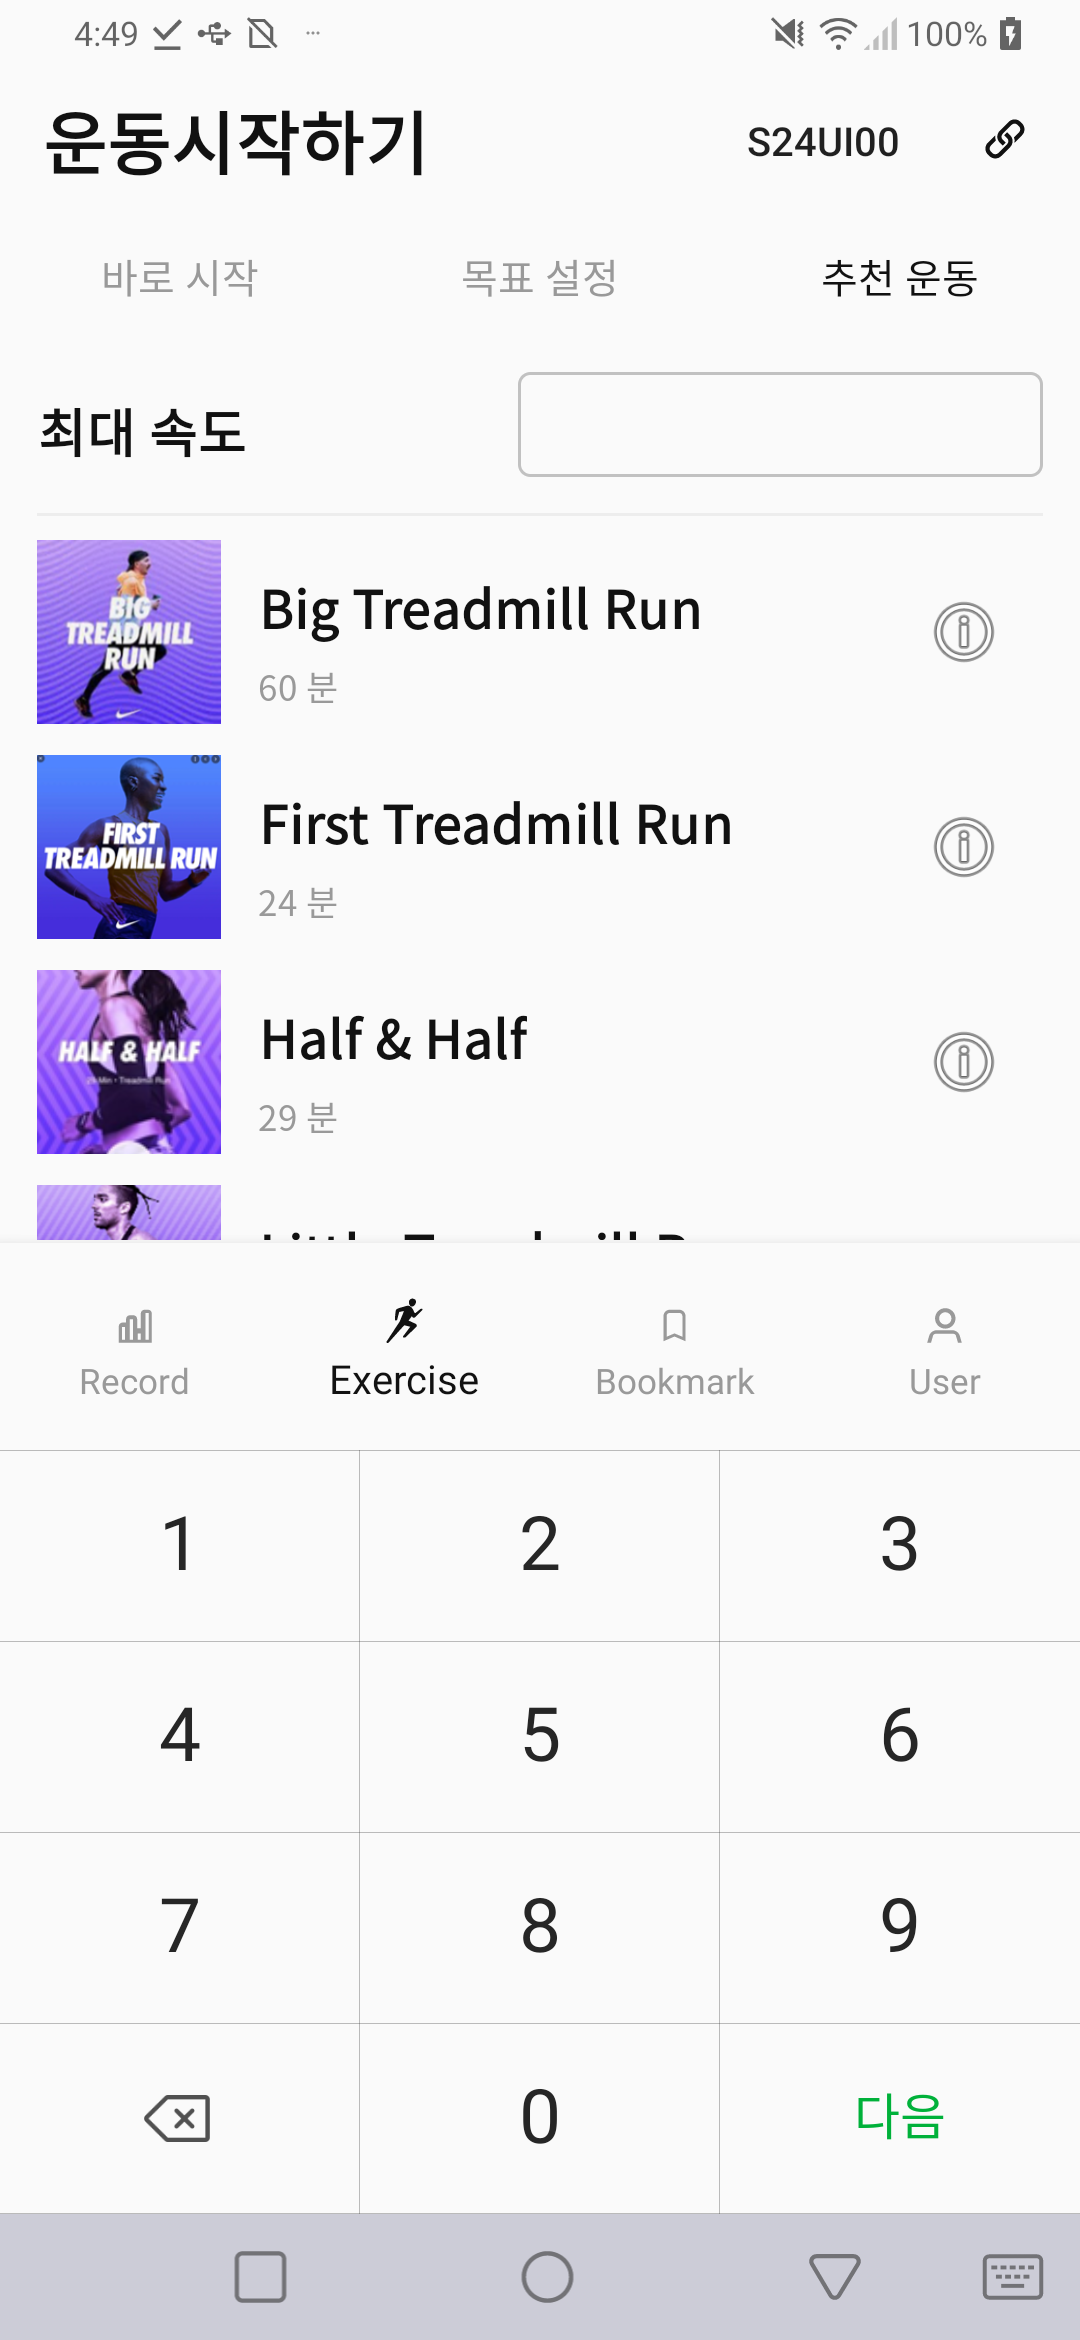 4:49
100%
운동시작하기
S24UI00
바로 시작
목표 설정
추천 운동
최대 속도
BIG
TREADMILL
RUN
Big Treadmill Run
60 분
FIRST
TREADMILL RUN
First Treadmill Run
24 분
HALF & HALF
Half & Half
29 분
Record
Exercise
Bookmark
User
1
2
3
4
5
6
7
8
9
0
다음